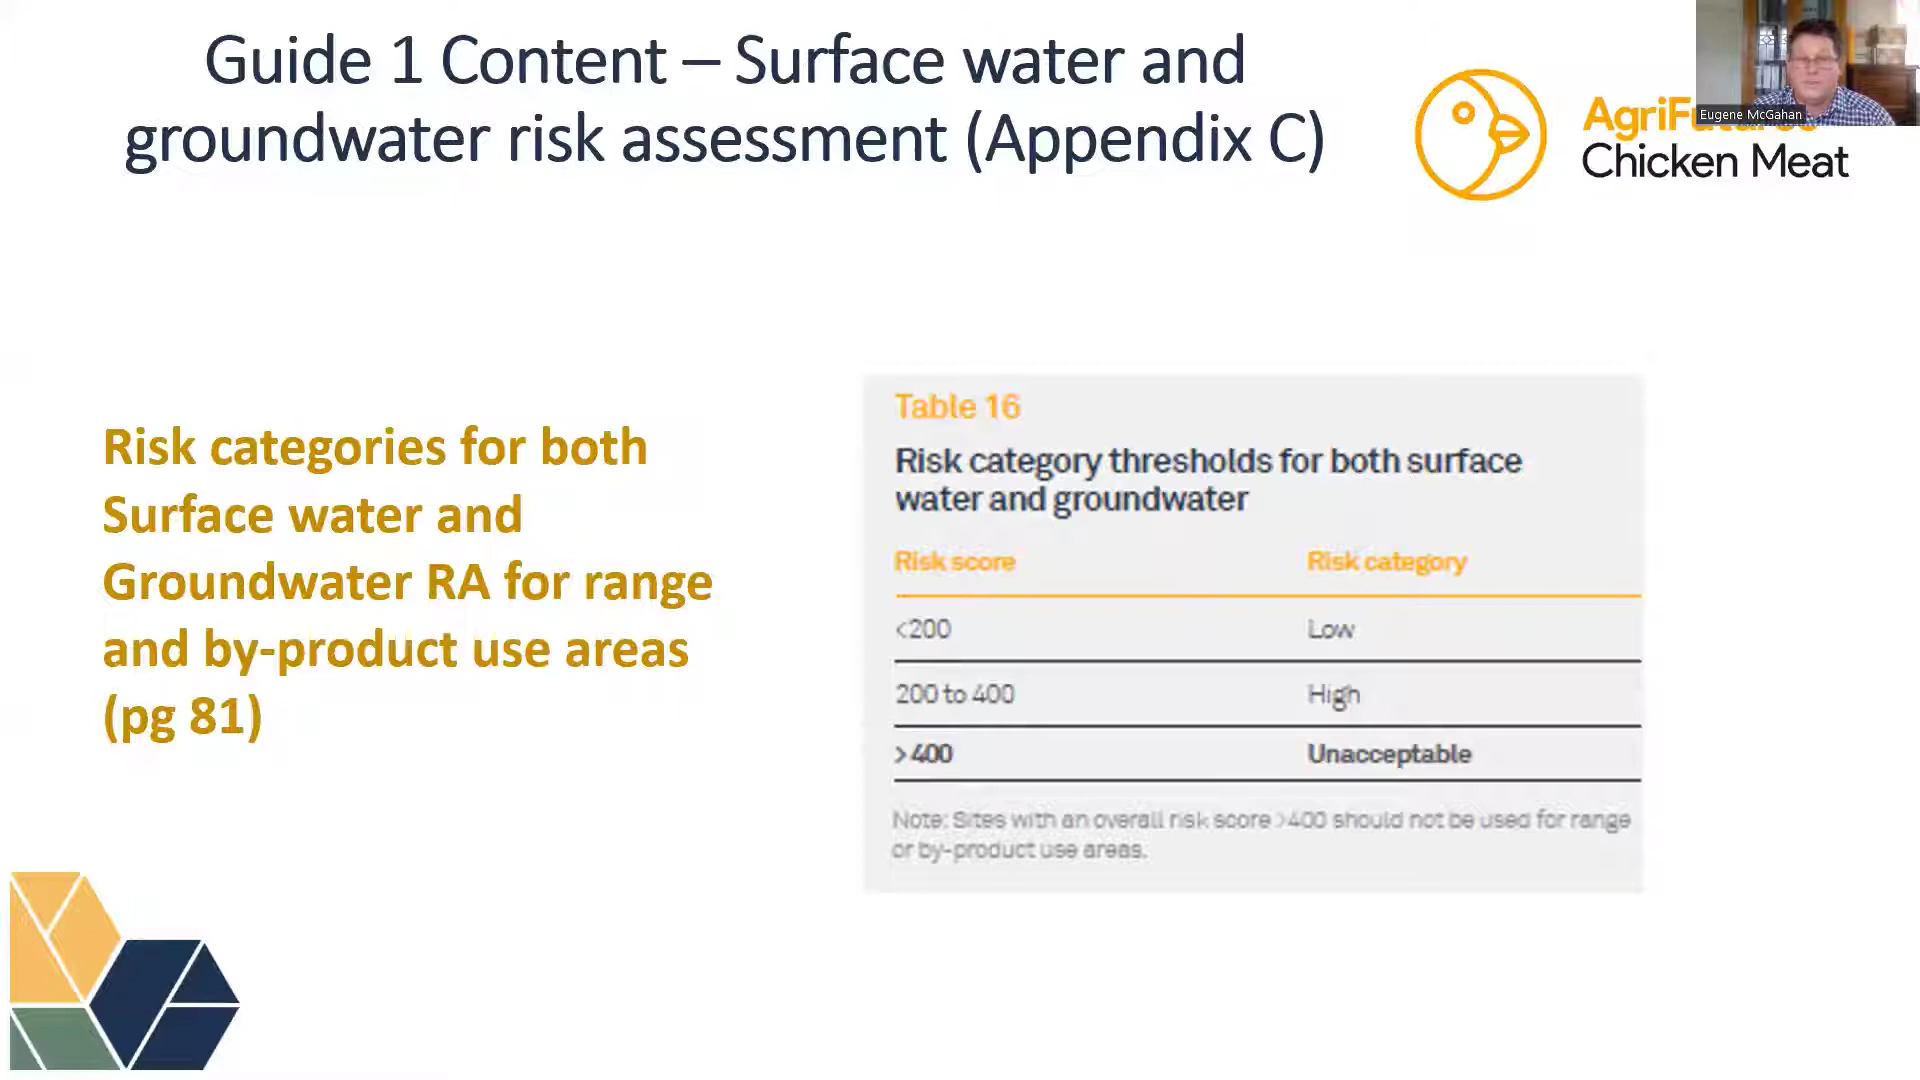 Guide 1 Content – Surface water and
groundwater risk assessment (Appendix C)
Eugene McGahan
Chicken Meat
Risk categories for both
Surface water and
Groundwater RA for range
and by-product use areas
(pg 81)
Table 16
Risk category thresholds for both surface
water and groundwater
Risk score Risk category
<200 Low
200 to 400 High
>400 Unacceptable
Note: Sites with an overall risk score >400 should not be used for range
or by-product use areas.